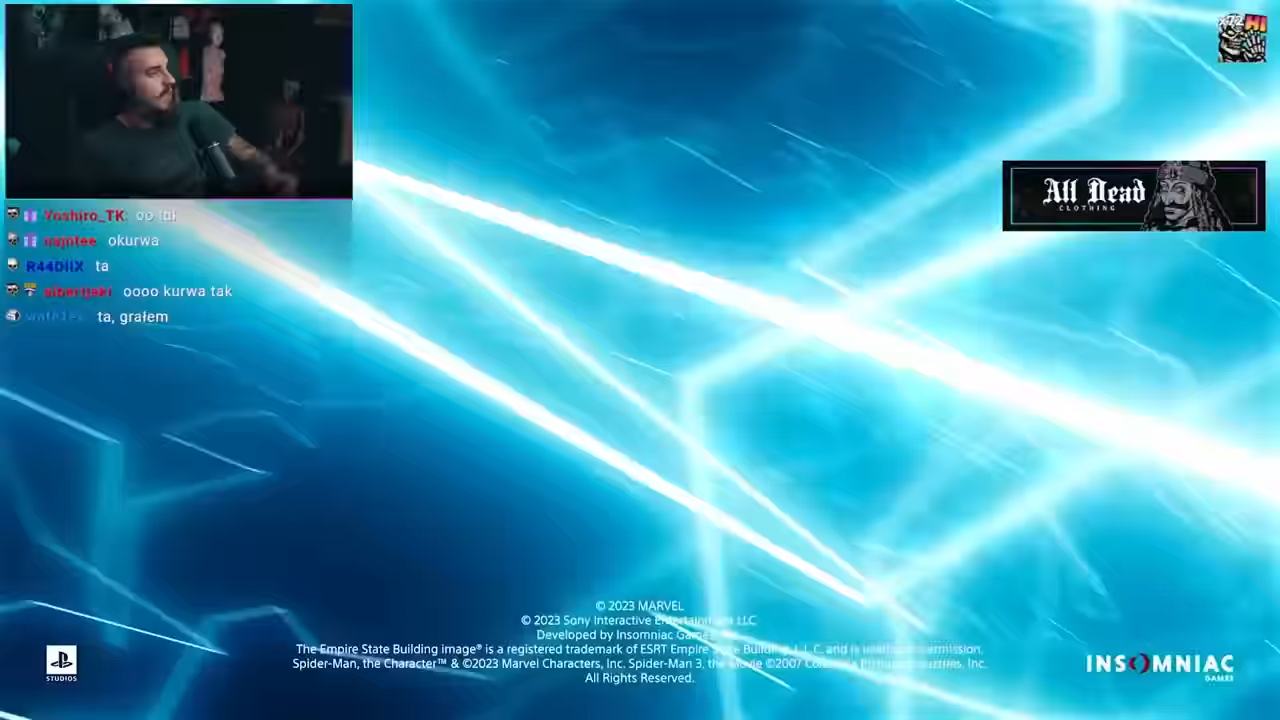 x72 HI
All Dead
CLOTHING
Yoshiro_TK oo tak
najntee okurwa
R44DIIX ta
oooo kurwa tak
ta, grałem
© 2023 MARVEL
© 2023 Sony Interactive Entertainment LLC
Developed by Insomniac Games,
The Empire State Building image® is a registered trademark of ESRT Empire State Building, L.L.C. and is used with permission.
Spider-Man, the Character™ & ©2023 Marvel Characters, Inc. Spider-Man 3, the Movie ©2007 Columbia Pictures Industries, Inc.
All Rights Reserved.
STUDIOS
INSOMNIAC
GAMES